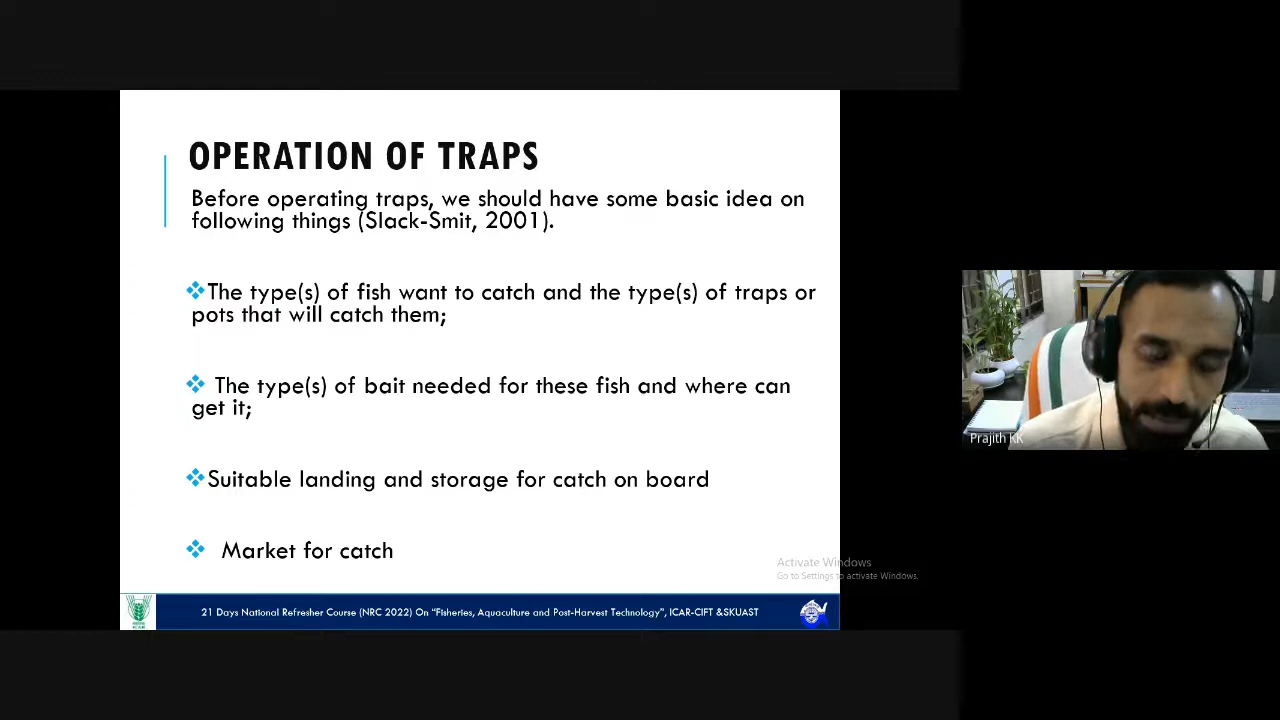 OPERATION OF TRAPS
Before operating traps, we should have some basic idea on
following things (Slack-Smit, 2001).
❖The type(s) of fish want to catch and the type(s) of traps or
pots that will catch them;
❖ The type(s) of bait needed for these fish and where can
get it;
❖Suitable landing and storage for catch on board
❖ Market for catch
Prajith KK
Activate Windows
Go to Settings to activate Windows.
21 Days National Refresher Course (NRC 2022) On "Fisheries, Aquaculture and Post-Harvest Technology", ICAR-CIFT &SKUAST